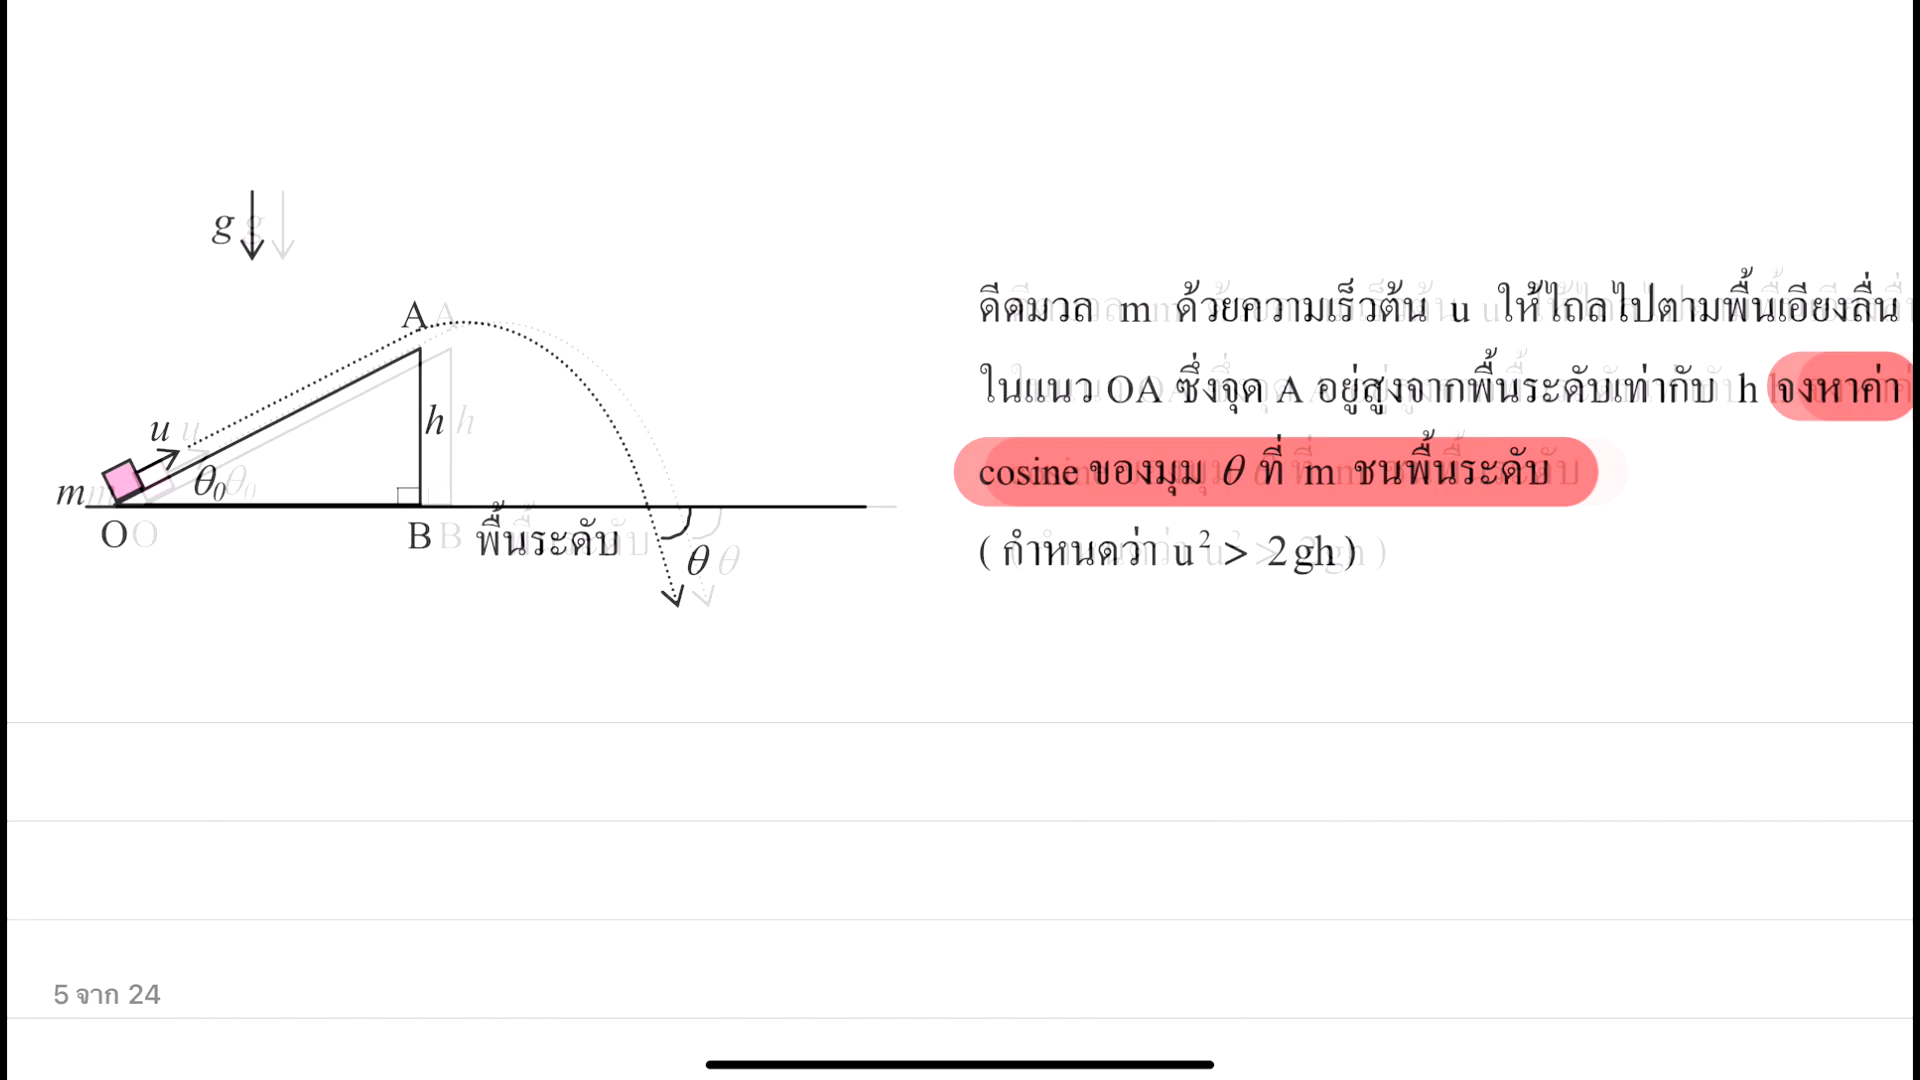 g
A
u
h
m
θ₀
O
B
พื้นระดับ
θ
ดีดมวล m ด้วยความเร็วต้น u ให้ไถลไปตามพื้นเอียงลื่น
ในแนว OA ซึ่งจุด A อยู่สูงจากพื้นระดับเท่ากับ h จงหาค่า
cosine ของมุม θ ที่ m ชนพื้นระดับ
( กำหนดว่า u² > 2gh )
5 จาก 24